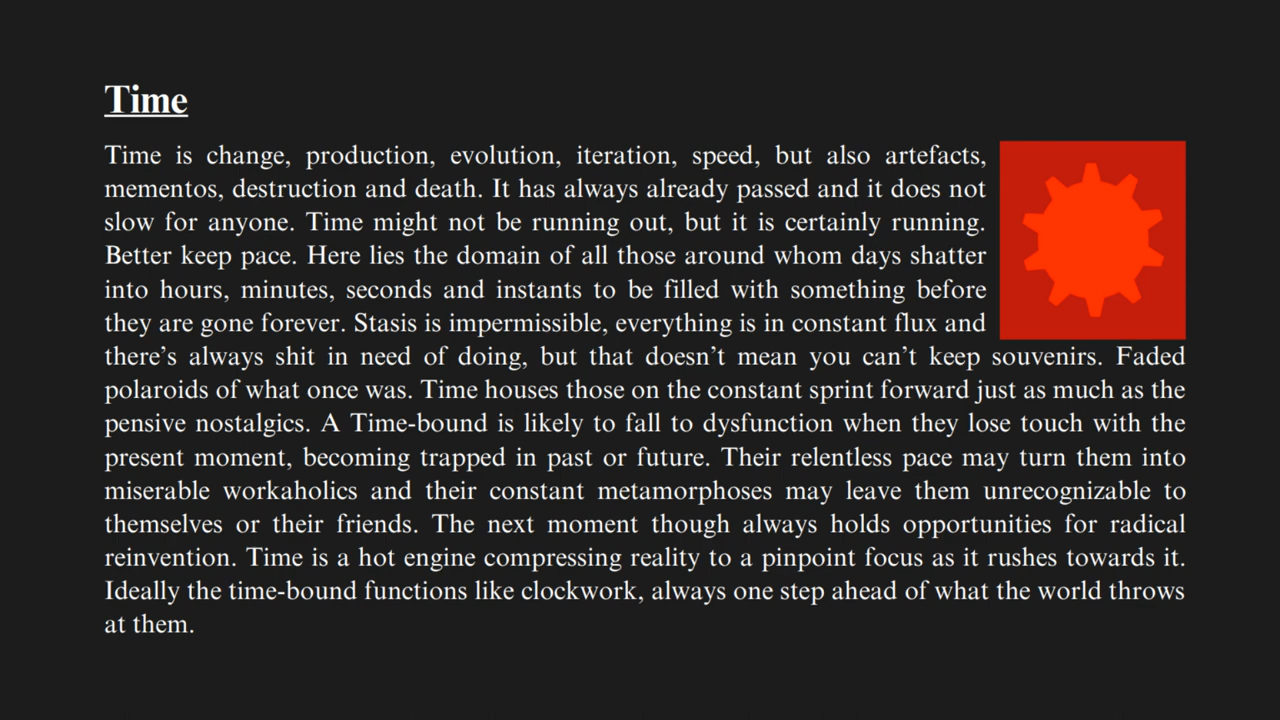 Time
Time is change, production, evolution, iteration, speed, but also artefacts,
mementos, destruction and death. It has always already passed and it does not
slow for anyone. Time might not be running out, but it is certainly running.
Better keep pace. Here lies the domain of all those around whom days shatter
into hours, minutes, seconds and instants to be filled with something before
they are gone forever. Stasis is impermissible, everything is in constant flux and
there’s always shit in need of doing, but that doesn’t mean you can’t keep souvenirs. Faded
polaroids of what once was. Time houses those on the constant sprint forward just as much as the
pensive nostalgics. A Time-bound is likely to fall to dysfunction when they lose touch with the
present moment, becoming trapped in past or future. Their relentless pace may turn them into
miserable workaholics and their constant metamorphoses may leave them unrecognizable to
themselves or their friends. The next moment though always holds opportunities for radical
reinvention. Time is a hot engine compressing reality to a pinpoint focus as it rushes towards it.
Ideally the time-bound functions like clockwork, always one step ahead of what the world throws
at them.